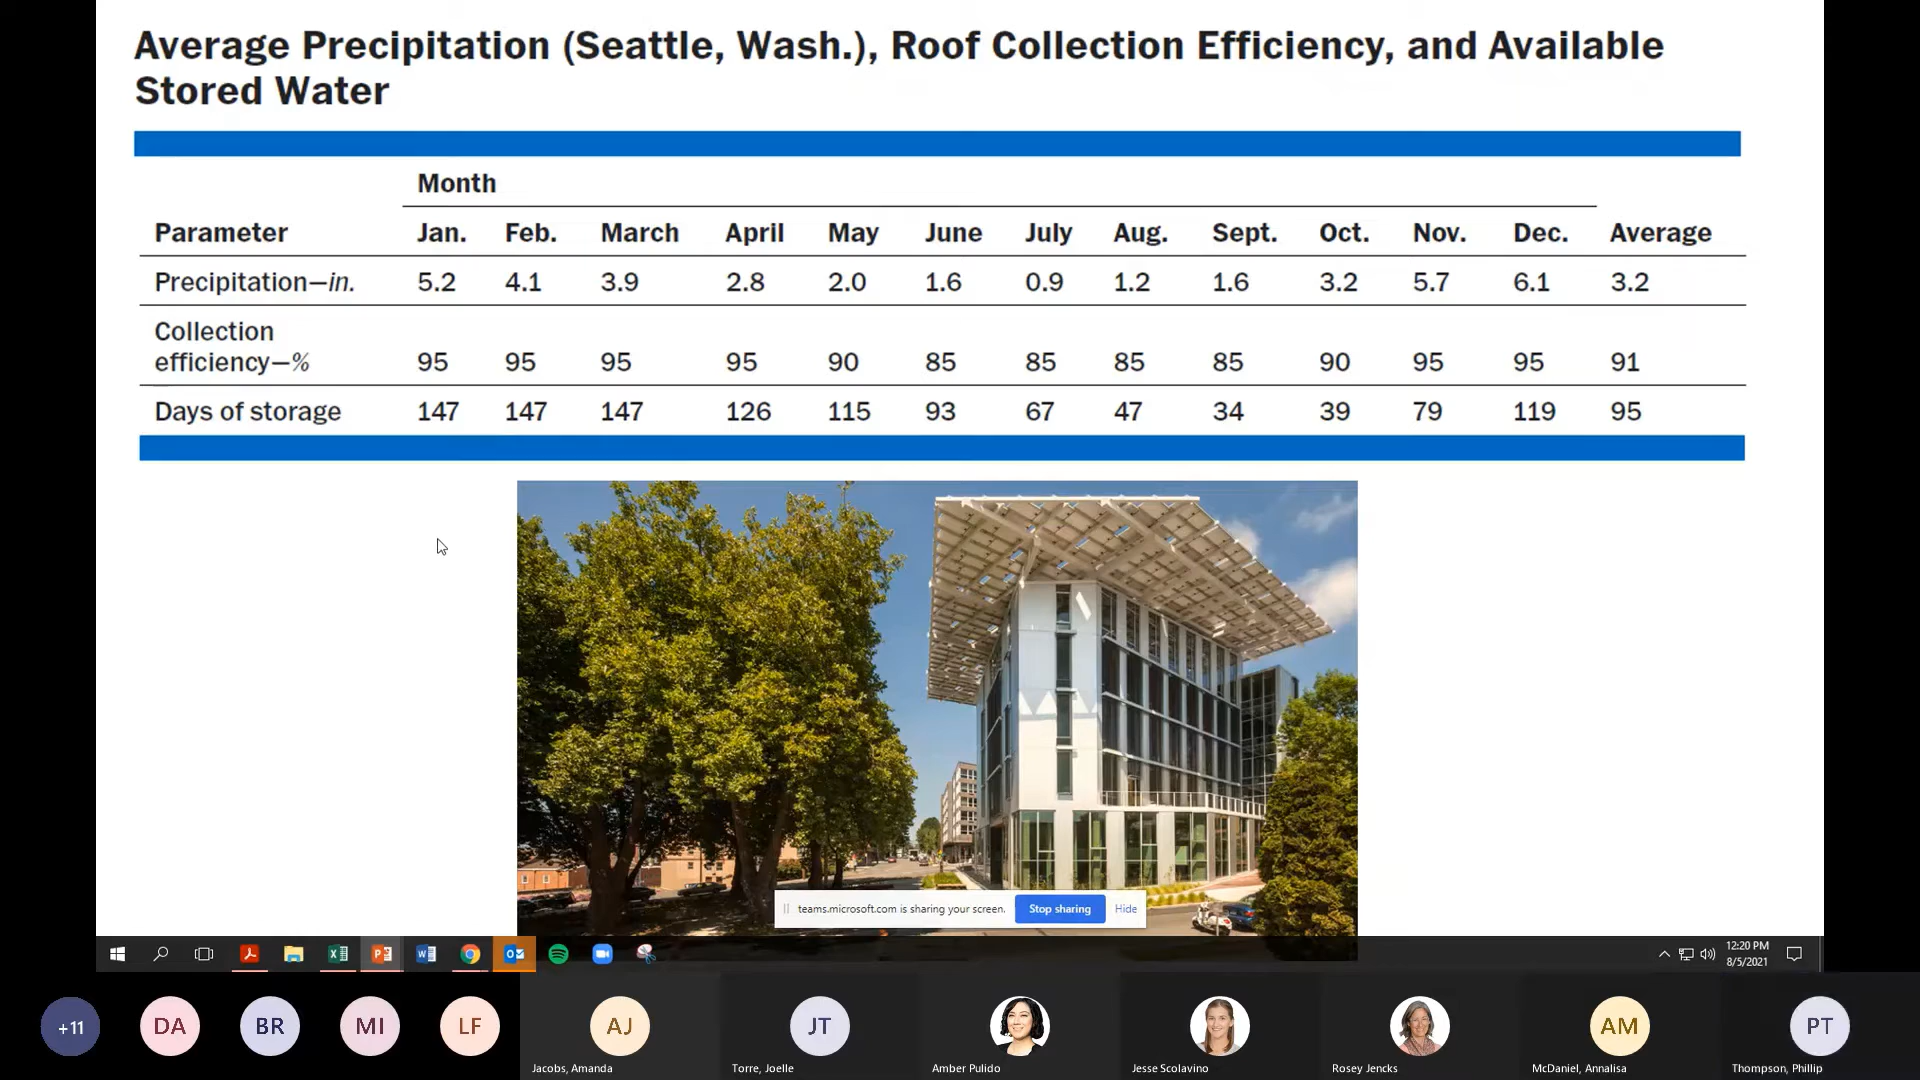 Average Precipitation (Seattle, Wash.), Roof Collection Efficiency, and Available
Stored Water
Month
Parameter Jan. Feb. March April May June July Aug. Sept. Oct. Nov. Dec. Average
Precipitation—in. 5.2 4.1 3.9 2.8 2.0 1.6 0.9 1.2 1.6 3.2 5.7 6.1 3.2
Collection
efficiency—% 95 95 95 95 90 85 85 85 85 90 95 95 91
Days of storage 147 147 147 126 115 93 67 47 34 39 79 119 95
teams.microsoft.com is sharing your screen. Stop sharing Hide
12:20 PM
8/5/2021
+11 DA BR MI LF AJ JT AM PT
Jacobs, Amanda Torre, Joelle Amber Pulido Jesse Scolavino Rosey Jencks McDaniel, Annalisa Thompson, Phillip